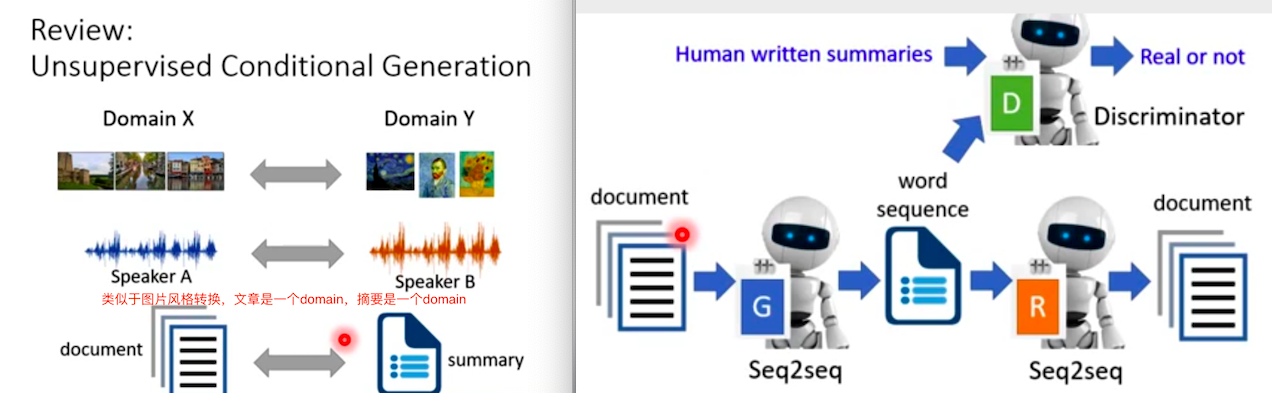 Review:
Unsupervised Conditional Generation
Domain X
Domain Y
Speaker A
Speaker B
类似于图片风格转换，文章是一个domain，摘要是一个domain
document
summary
Human written summaries
Real or not
D
Discriminator
document
word
sequence
document
G
R
Seq2seq
Seq2seq